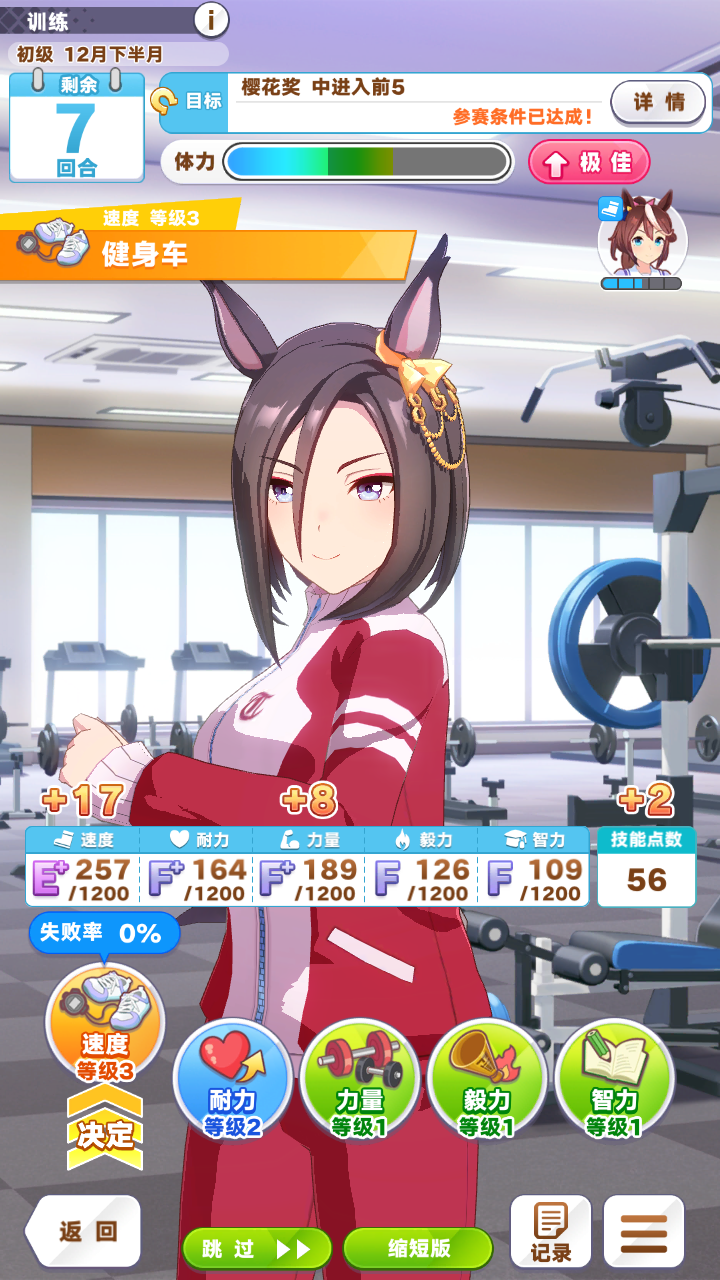 训练
初级 12月下半月
剩余
7
回合
目标
樱花奖 中进入前5
参赛条件已达成！
详情
体力
极佳
速度 等级3
健身车
+17
+8
+2
速度
耐力
力量
毅力
智力
技能点数
E+ 257/1200
F+ 164/1200
F+ 189/1200
F 126/1200
F 109/1200
56
失败率 0%
速度
等级3
耐力
等级2
力量
等级1
毅力
等级1
智力
等级1
决定
返回
跳过
缩短版
记录